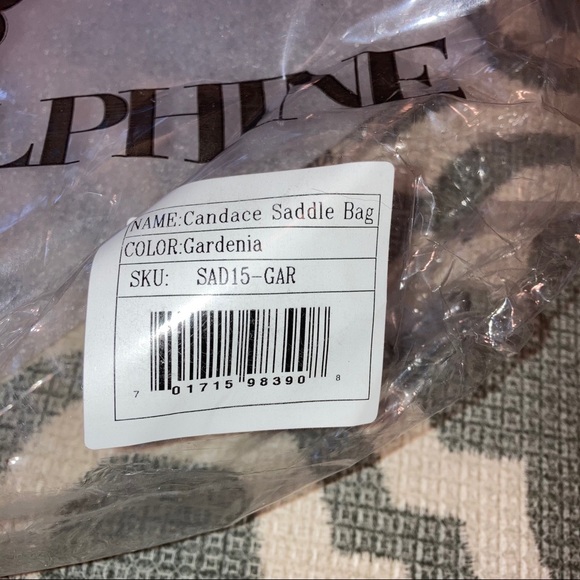 LPHINE
NAME:Candace Saddle Bag
COLOR:Gardenia
SKU: SAD15-GAR
7 01715 98390 8